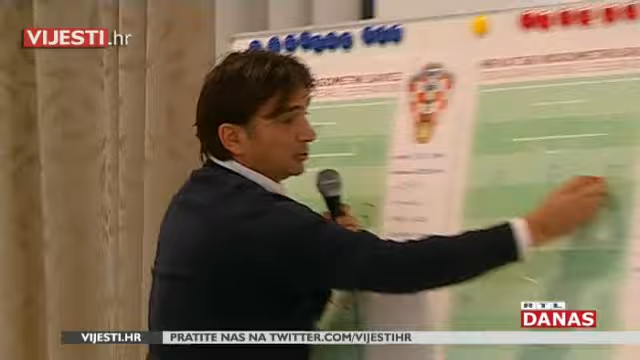 VIJESTI.hr
RTL
DANAS
VIJESTI.HR
PRATITE NAS NA TWITTER.COM/VIJESTIHR